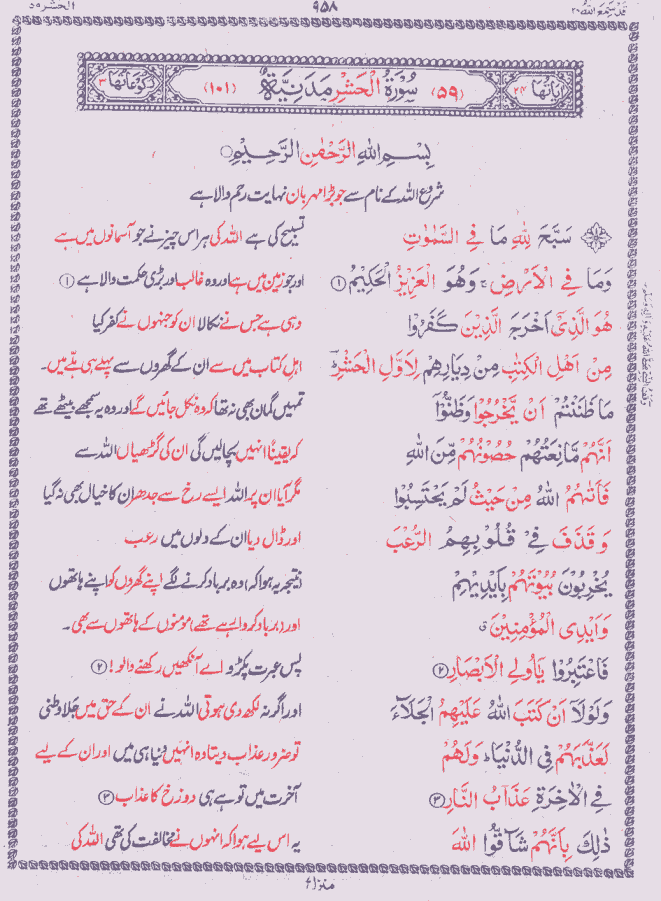 قد سمع الله ۲۸ ۹۵۸ الحشر ۵۹
اٰیاتها ۲۴ (۵۹) سُوْرَةُ الْحَشْرِ مَدَنِيَّةٌ (۱۰۱) رکوعاتها ۳
بِسْمِ اللهِ الرَّحْمٰنِ الرَّحِيْمِ
شروع اللہ کے نام سے جو بڑا مہربان نہایت رحم والا ہے
سَبَّحَ لِلّٰهِ مَا فِي السَّمٰوٰتِ تسبیح کی ہے اللہ کی ہر اس چیز نے جو آسمانوں میں ہے
وَمَا فِي الْاَرْضِ ۚ وَهُوَ الْعَزِيْزُ الْحَكِيْمُ ① اور جو زمین میں ہے اور وہ غالب اور بڑی حکمت والا ہے ①
هُوَ الَّذِيْٓ اَخْرَجَ الَّذِيْنَ كَفَرُوْا وہی ہے جس نے نکالا ان کو جنہوں نے کفر کیا
مِنْ اَهْلِ الْكِتٰبِ مِنْ دِيَارِهِمْ لِاَوَّلِ الْحَشْرِ ؕ اہلِ کتاب میں سے ان کے گھروں سے پہلے ہی ہلّے میں۔
مَا ظَنَنْتُمْ اَنْ يَّخْرُجُوْا وَظَنُّوْٓا تمہیں گمان بھی نہ تھا کہ وہ نکل جائیں گے اور وہ یہ سمجھے بیٹھے تھے
اَنَّهُمْ مَّانِعَتُهُمْ حُصُوْنُهُمْ مِّنَ اللهِ کہ یقیناً انہیں بچالیں گی ان کی گڑھیاں اللہ سے
فَاَتٰىهُمُ اللهُ مِنْ حَيْثُ لَمْ يَحْتَسِبُوْا مگر آیا ان پر اللہ ایسے رخ سے جدھر ان کا خیال بھی نہ گیا
وَقَذَفَ فِيْ قُلُوْبِهِمُ الرُّعْبَ اور ڈال دیا ان کے دلوں میں رعب
يُخْرِبُوْنَ بُيُوْتَهُمْ بِاَيْدِيْهِمْ (نتیجہ یہ ہوا کہ) وہ برباد کرنے لگے اپنے گھروں کو اپنے ہاتھوں
وَاَيْدِي الْمُؤْمِنِيْنَ ۗ اور (برباد کروا رہے تھے) مومنوں کے ہاتھوں سے بھی۔
فَاعْتَبِرُوْا يٰٓاُولِي الْاَبْصَارِ ② پس عبرت پکڑو اے آنکھیں رکھنے والو! ②
وَلَوْلَآ اَنْ كَتَبَ اللهُ عَلَيْهِمُ الْجَلَآءَ اور اگر نہ لکھ دی ہوتی اللہ نے ان کے حق میں جلا وطنی
لَعَذَّبَهُمْ فِي الدُّنْيَا ؕ وَلَهُمْ تو ضرور عذاب دیتا وہ انہیں دنیا ہی میں اور ان کے لیے
فِي الْاٰخِرَةِ عَذَابُ النَّارِ ③ آخرت میں تو ہے ہی دوزخ کا عذاب ③
ذٰلِكَ بِاَنَّهُمْ شَآقُّوا اللهَ یہ اس لیے ہوا کہ انہوں نے مخالفت کی تھی اللہ کی
منزل ۷